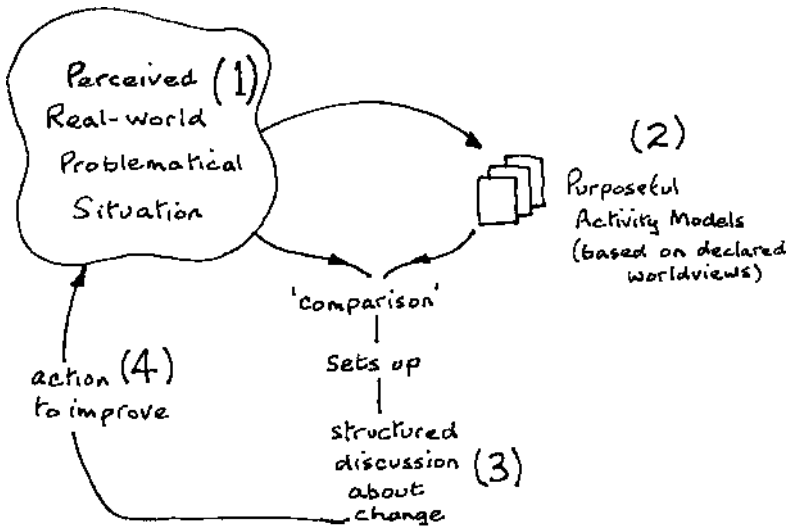 Perceived (1)
Real-world
Problematical
Situation
(2)
Purposeful
Activity Models
(based on declared
worldviews)
'comparison'
Sets up
structured
discussion (3)
about
change
action (4)
to improve